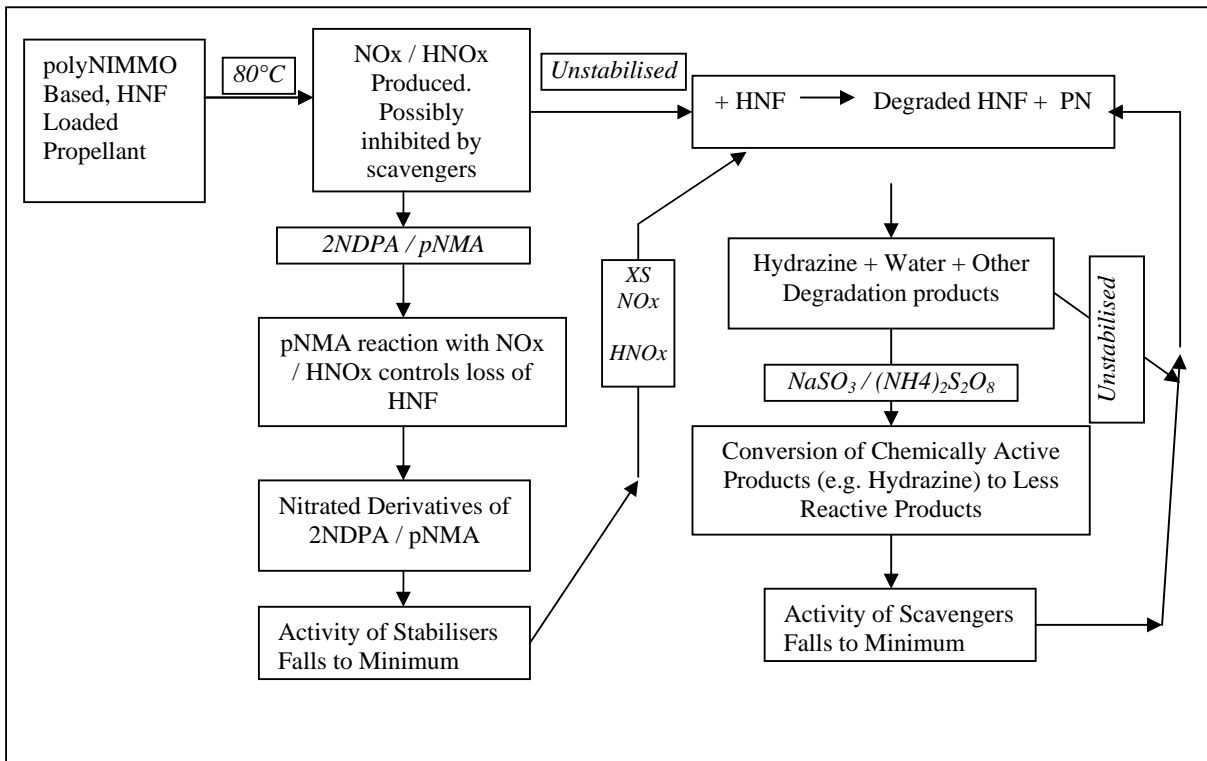 polyNIMMO
Based, HNF
Loaded
Propellant
80°C
NOx / HNOx
Produced.
Possibly
inhibited by
scavengers
Unstabilised
+ HNF → Degraded HNF + PN
2NDPA / pNMA
pNMA reaction with NOx
/ HNOx controls loss of
HNF
Nitrated Derivatives of
2NDPA / pNMA
Activity of Stabilisers
Falls to Minimum
XS
NOx
HNOx
Hydrazine + Water + Other
Degradation products
Unstabilised
NaSO₃ / (NH4)₂S₂O₈
Conversion of Chemically Active
Products (e.g. Hydrazine) to Less
Reactive Products
Activity of Scavengers
Falls to Minimum